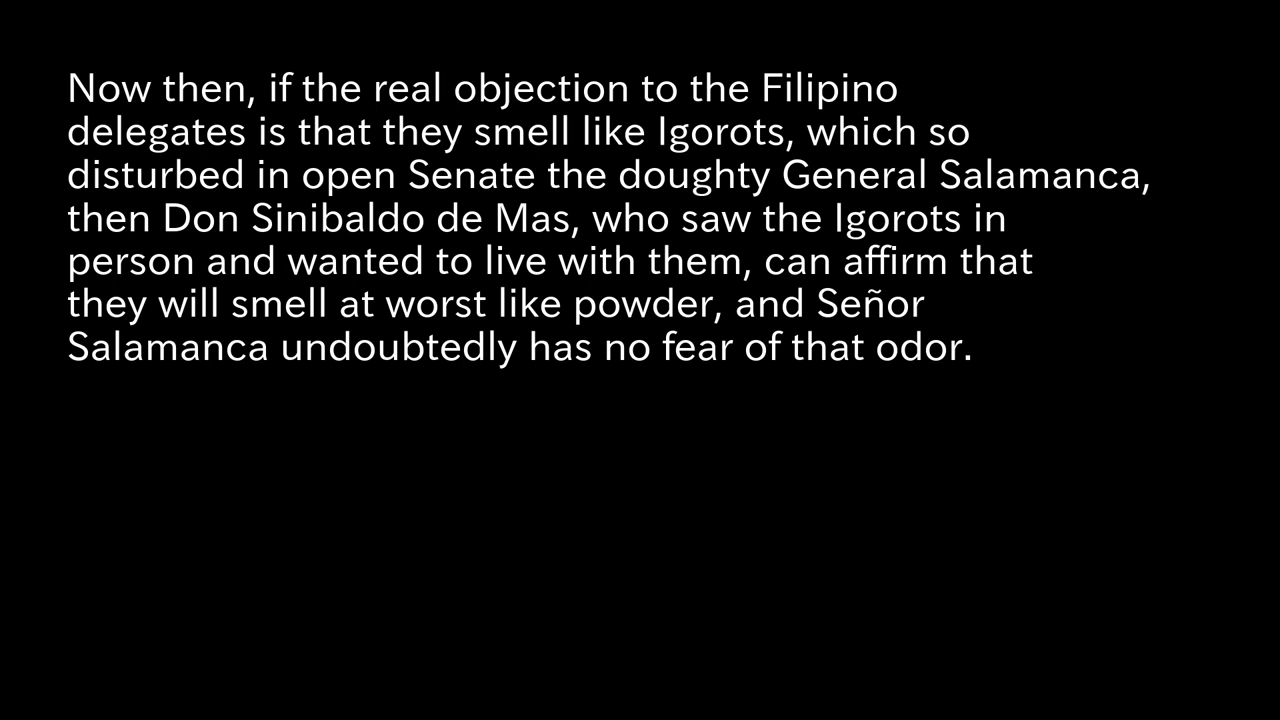 Now then, if the real objection to the Filipino
delegates is that they smell like Igorots, which so
disturbed in open Senate the doughty General Salamanca,
then Don Sinibaldo de Mas, who saw the Igorots in
person and wanted to live with them, can affirm that
they will smell at worst like powder, and Señor
Salamanca undoubtedly has no fear of that odor.